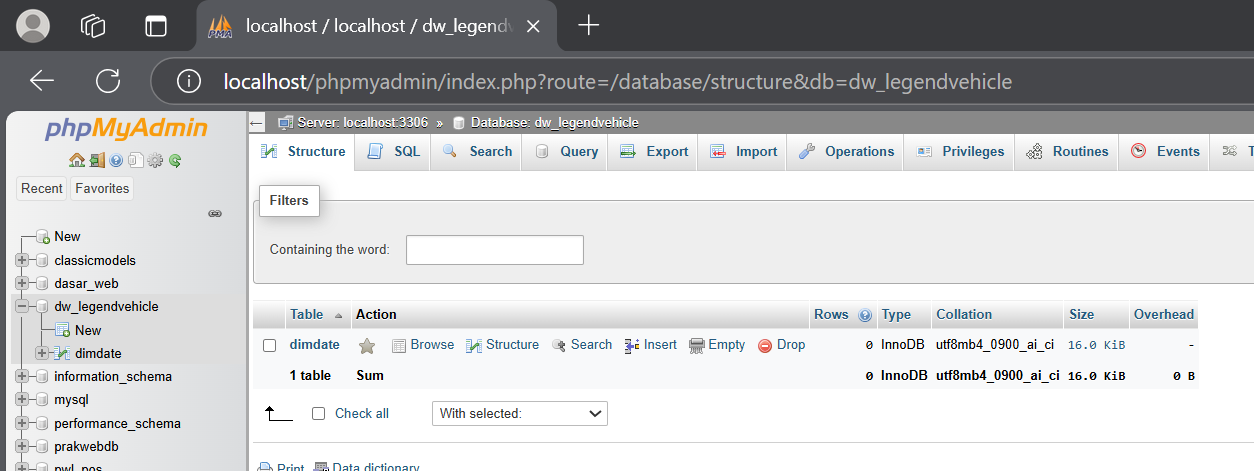 localhost / localhost / dw_legendv
localhost/phpmyadmin/index.php?route=/database/structure&db=dw_legendvehicle
phpMyAdmin
Recent Favorites
New
classicmodels
dasar_web
dw_legendvehicle
New
dimdate
information_schema
mysql
performance_schema
prakwebdb
pwl_pos
Server: localhost:3306 » Database: dw_legendvehicle
Structure SQL Search Query Export Import Operations Privileges Routines Events T
Filters
Containing the word:
Table Action Rows Type Collation Size Overhead
dimdate Browse Structure Search Insert Empty Drop 0 InnoDB utf8mb4_0900_ai_ci 16.0 KiB -
1 table Sum 0 InnoDB utf8mb4_0900_ai_ci 16.0 KiB 0 B
Check all With selected:
Print Data dictionary